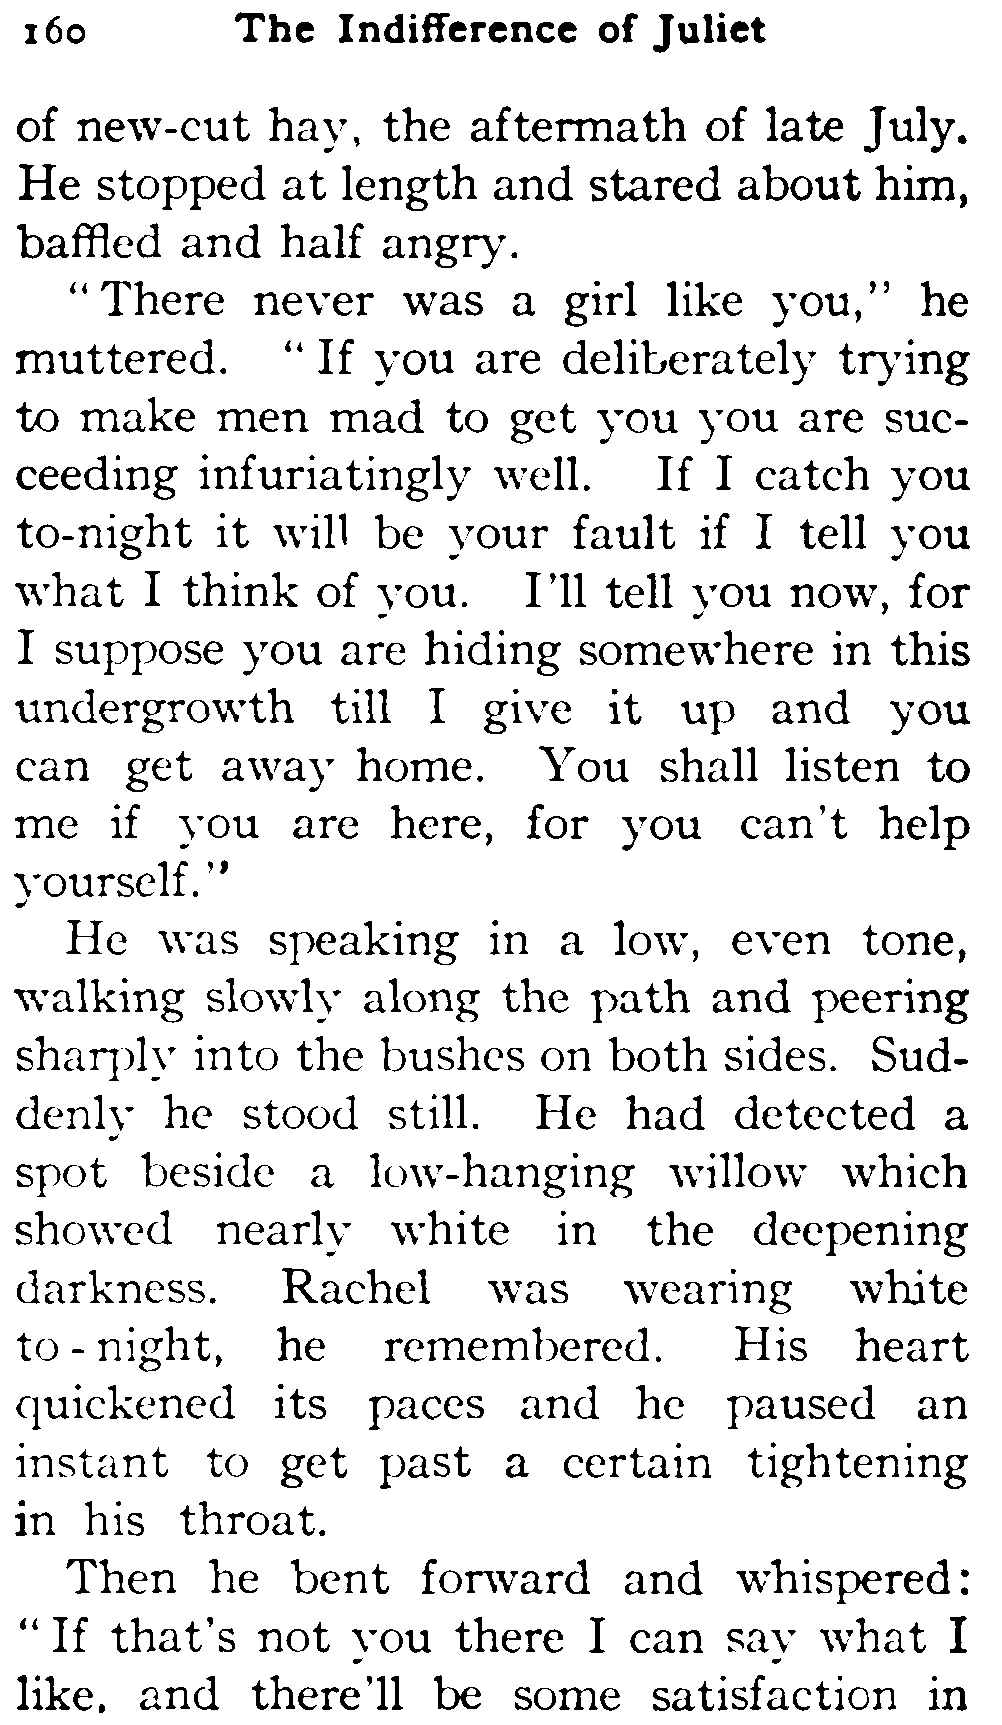 160 The Indifference of Juliet
of new-cut hay, the aftermath of late July.
He stopped at length and stared about him,
baffled and half angry.
"There never was a girl like you," he
muttered. "If you are deliberately trying
to make men mad to get you you are suc-
ceeding infuriatingly well. If I catch you
to-night it will be your fault if I tell you
what I think of you. I'll tell you now, for
I suppose you are hiding somewhere in this
undergrowth till I give it up and you
can get away home. You shall listen to
me if you are here, for you can't help
yourself."
He was speaking in a low, even tone,
walking slowly along the path and peering
sharply into the bushes on both sides. Sud-
denly he stood still. He had detected a
spot beside a low-hanging willow which
showed nearly white in the deepening
darkness. Rachel was wearing white
to-night, he remembered. His heart
quickened its paces and he paused an
instant to get past a certain tightening
in his throat.
Then he bent forward and whispered:
"If that's not you there I can say what I
like, and there'll be some satisfaction in